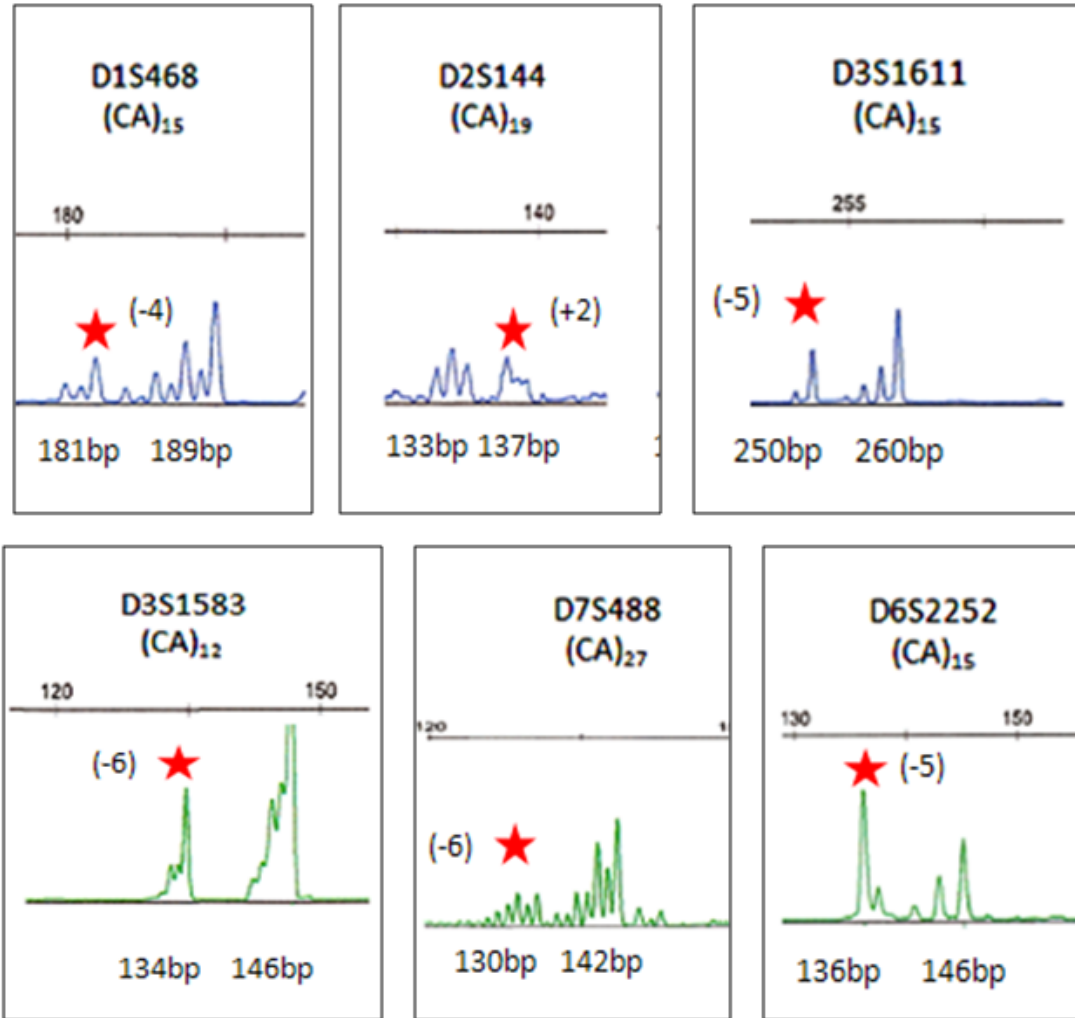 D1S468
(CA)₁₅
180
(-4)
181bp 189bp
D2S144
(CA)₁₉
140
(+2)
133bp 137bp
D3S1611
(CA)₁₅
255
(-5)
250bp 260bp
D3S1583
(CA)₁₂
120 150
(-6)
134bp 146bp
D7S488
(CA)₂₇
120
(-6)
130bp 142bp
D6S2252
(CA)₁₅
130 150
(-5)
136bp 146bp